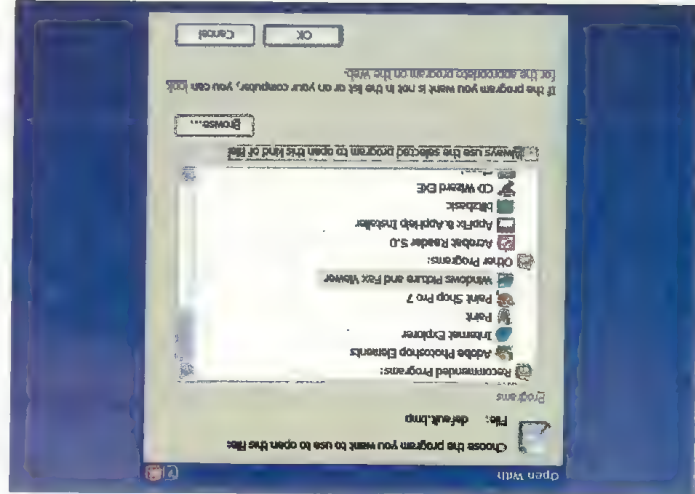 Open With
Choose the program you want to use to open this file:
File: default.bmp
Programs
Recommended Programs:
Adobe Photoshop Elements
Internet Explorer
Paint
Paint Shop Pro 7
Windows Picture and Fax Viewer
Other Programs:
Acrobat Reader 5.0
AppFix & AppHelp Installer
blitzbasic
CD Wizard EXE
Always use the selected program to open this kind of file
Browse...
If the program you want is not in the list or on your computer, you can look
for the appropriate program on the Web.
OK Cancel